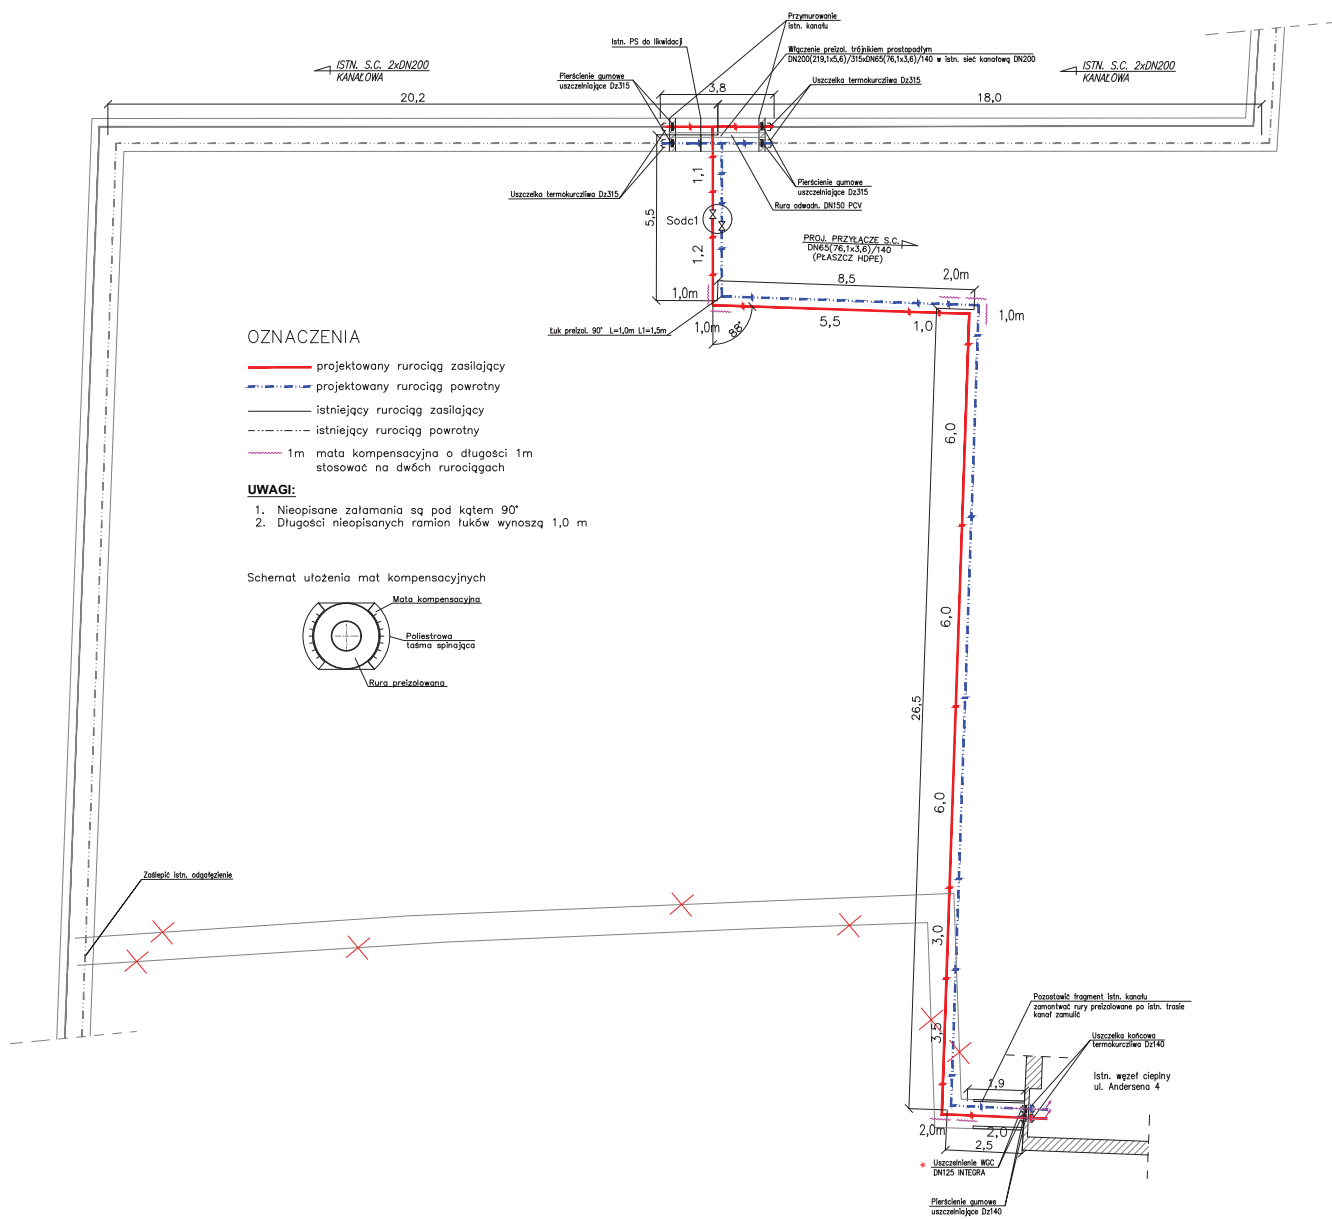 Przymurowanie
istn. kanału
Istn. PS do likwidacji
Włączenie preizol. trójnikiem prostopadłym
DN200(219,1x5,6)/315xDN65(76,1x3,6)/140 w istn. sieć kanałową DN200
ISTN. S.C. 2xDN200
KANAŁOWA
Pierścienie gumowe
uszczelniające Dz315
Uszczelka termokurczliwa Dz315
ISTN. S.C. 2xDN200
KANAŁOWA
20,2
3,8
18,0
1,1
Uszczelka termokurczliwa Dz315
Pierścienie gumowe
uszczelniające Dz315
Rura odwadn. DN150 PCV
5,5
Sodc1
1,2
PROJ. PRZYŁĄCZE S.C.
DN65(76,1x3,6)/140
(PŁASZCZ HDPE)
8,5
2,0m
1,0m
1,0m
1,0m
5,5
1,0
88°
Łuk preizol. 90° L=1,0m L1=1,5m
OZNACZENIA
projektowany rurociąg zasilający
projektowany rurociąg powrotny
istniejący rurociąg zasilający
istniejący rurociąg powrotny
1m mata kompensacyjna o długości 1m
stosować na dwóch rurociągach
UWAGI:
1. Nieopisane załamania są pod kątem 90°
2. Długości nieopisanych ramion łuków wynoszą 1,0 m
Schemat ułożenia mat kompensacyjnych
Mata kompensacyjna
Poliestrowa
taśma spinająca
Rura preizolowana
6,0
6,0
26,5
6,0
Zaślepić istn. odgałęzienie
3,0
3,5
Pozostawić fragment istn. kanału
zamontwać rury preizolowane po istn. trasie
kanał zamulić
Uszczelka końcowa
termokurczliwa Dz140
Istn. węzeł cieplny
ul. Andersena 4
1,9
2,0m
2,0
2,5
* Uszczelnienie WGC
DN125 INTEGRA
Pierścienie gumowe
uszczelniające Dz140